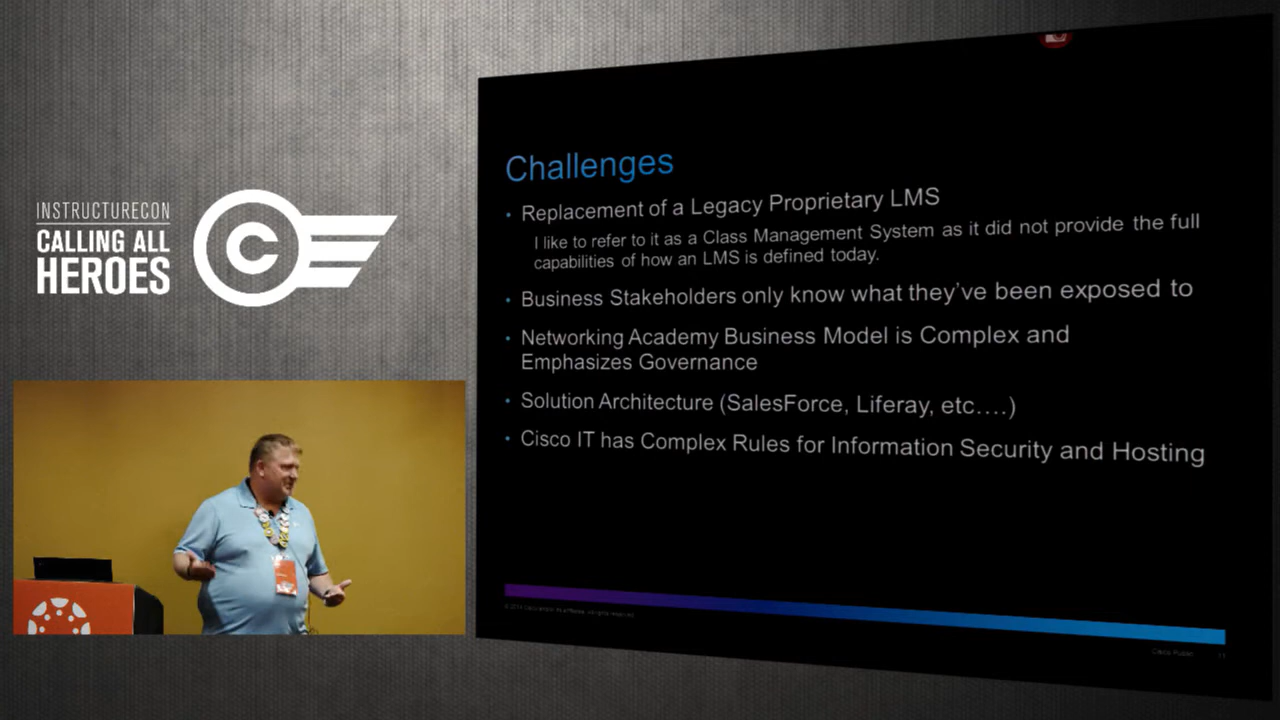 INSTRUCTURECON
CALLING ALL
HEROES
C
Challenges
• Replacement of a Legacy Proprietary LMS
I like to refer to it as a Class Management System as it did not provide the full
capabilities of how an LMS is defined today.
• Business Stakeholders only know what they've been exposed to
• Networking Academy Business Model is Complex and
Emphasizes Governance
• Solution Architecture (SalesForce, Liferay, etc….)
• Cisco IT has Complex Rules for Information Security and Hosting
Cisco Public